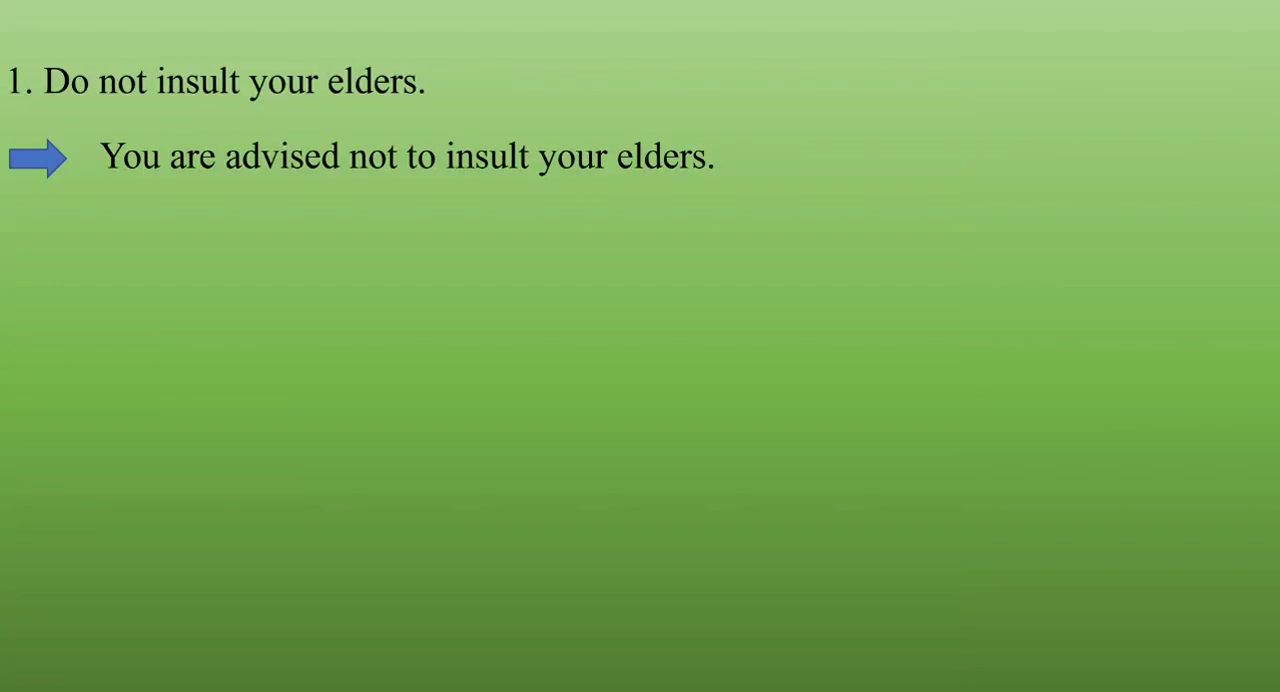 1. Do not insult your elders.
You are advised not to insult your elders.